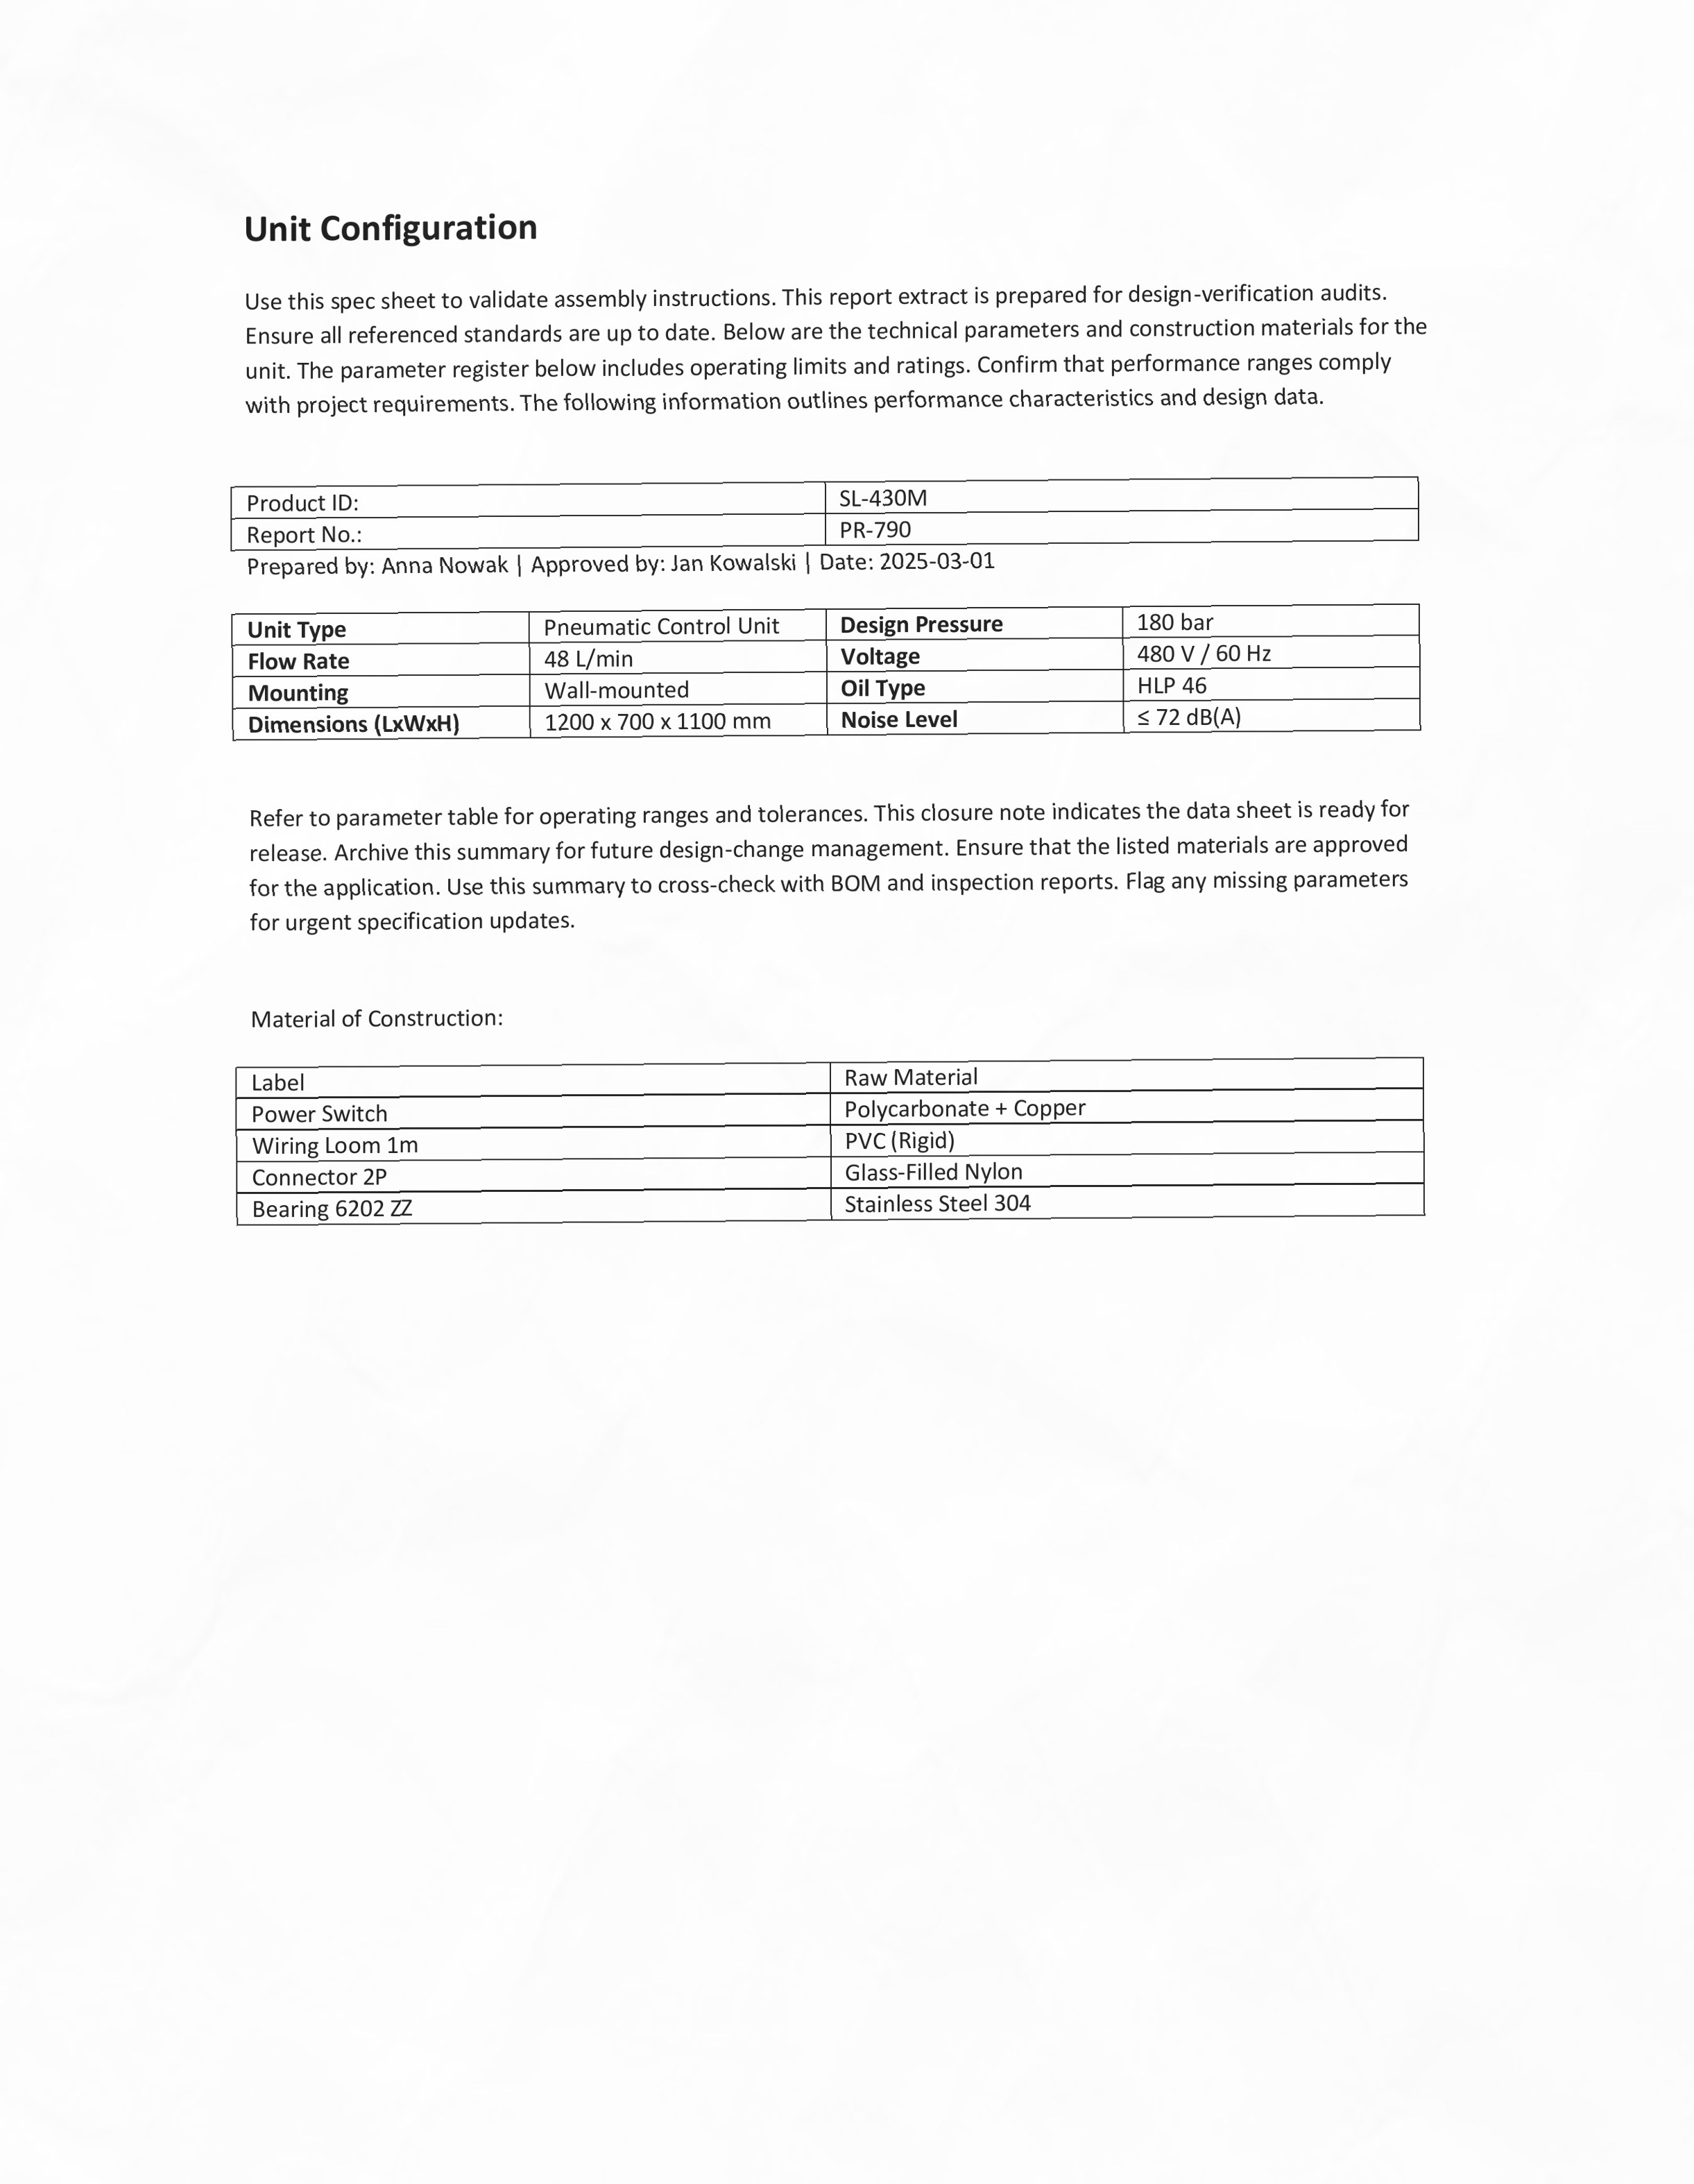 Unit Configuration
Use this spec sheet to validate assembly instructions. This report extract is prepared for design-verification audits.
Ensure all referenced standards are up to date. Below are the technical parameters and construction materials for the
unit. The parameter register below includes operating limits and ratings. Confirm that performance ranges comply
with project requirements. The following information outlines performance characteristics and design data.
Product ID: SL-430M
Report No.: PR-790
Prepared by: Anna Nowak | Approved by: Jan Kowalski | Date: 2025-03-01
Unit Type Pneumatic Control Unit Design Pressure 180 bar
Flow Rate 48 L/min Voltage 480 V / 60 Hz
Mounting Wall-mounted Oil Type HLP 46
Dimensions (LxWxH) 1200 x 700 x 1100 mm Noise Level ≤ 72 dB(A)
Refer to parameter table for operating ranges and tolerances. This closure note indicates the data sheet is ready for
release. Archive this summary for future design-change management. Ensure that the listed materials are approved
for the application. Use this summary to cross-check with BOM and inspection reports. Flag any missing parameters
for urgent specification updates.
Material of Construction:
Label Raw Material
Power Switch Polycarbonate + Copper
Wiring Loom 1m PVC (Rigid)
Connector 2P Glass-Filled Nylon
Bearing 6202 ZZ Stainless Steel 304